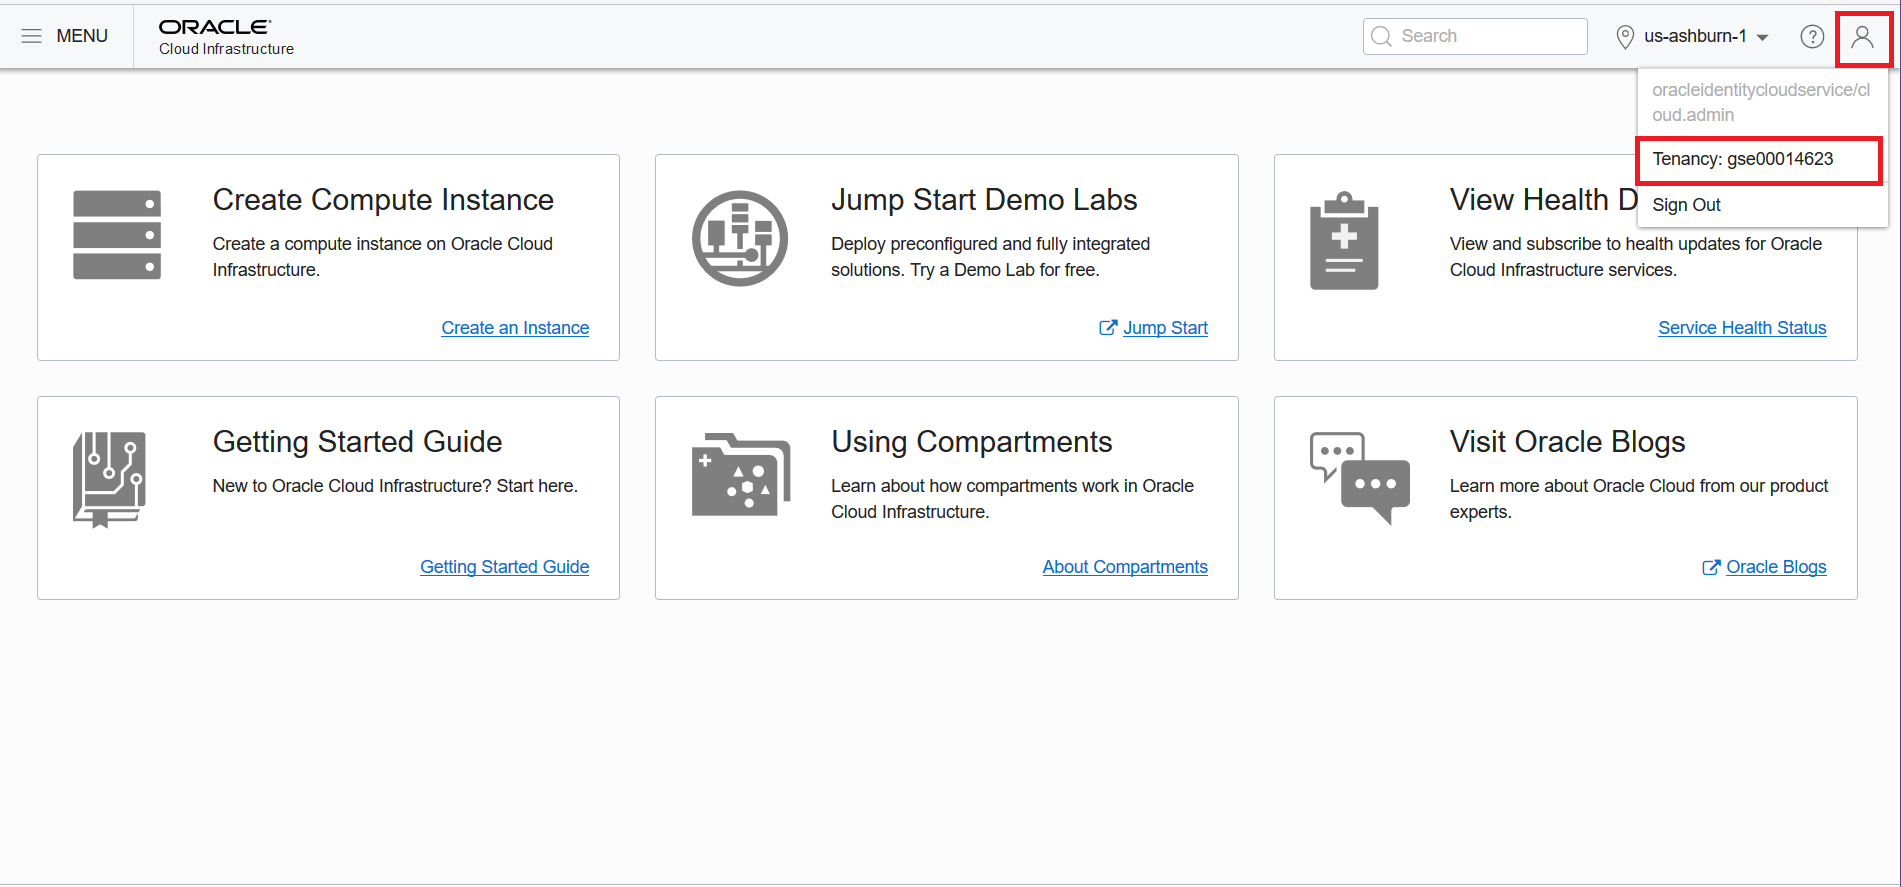 MENU
ORACLE
Cloud Infrastructure
Search
us-ashburn-1
?
oracleidentitycloudservice/cl
oud.admin
Tenancy: gse00014623
Sign Out
Create Compute Instance
Create a compute instance on Oracle Cloud
Infrastructure.
Create an Instance
Jump Start Demo Labs
Deploy preconfigured and fully integrated
solutions. Try a Demo Lab for free.
Jump Start
View Health D
View and subscribe to health updates for Oracle
Cloud Infrastructure services.
Service Health Status
Getting Started Guide
New to Oracle Cloud Infrastructure? Start here.
Getting Started Guide
Using Compartments
Learn about how compartments work in Oracle
Cloud Infrastructure.
About Compartments
Visit Oracle Blogs
Learn more about Oracle Cloud from our product
experts.
Oracle Blogs